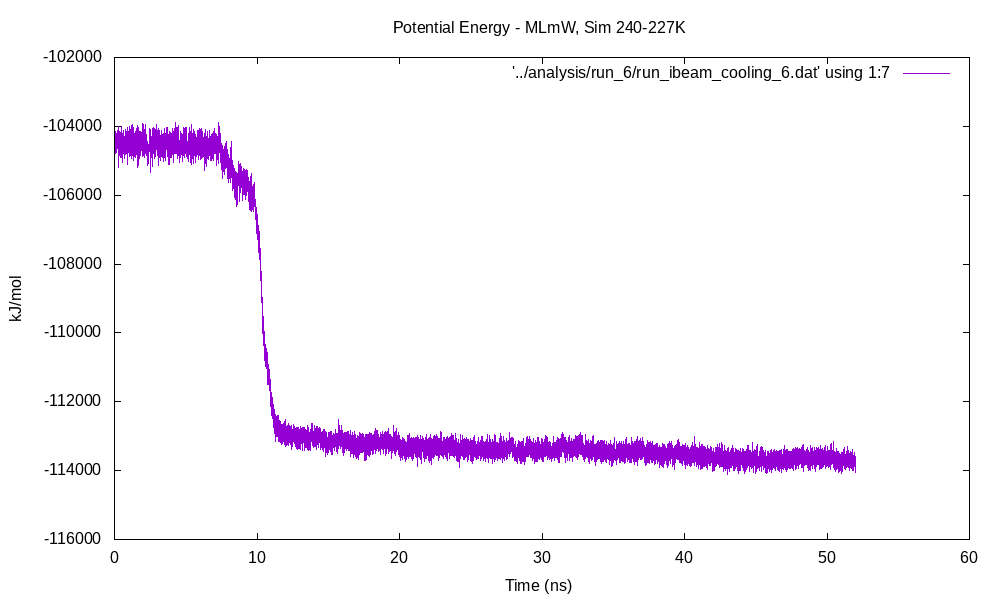 Potential Energy - MLmW, Sim 240-227K
'../analysis/run_6/run_ibeam_cooling_6.dat' using 1:7
-102000
-104000
-106000
-108000
-110000
-112000
-114000
-116000
kJ/mol
0 10 20 30 40 50 60
Time (ns)